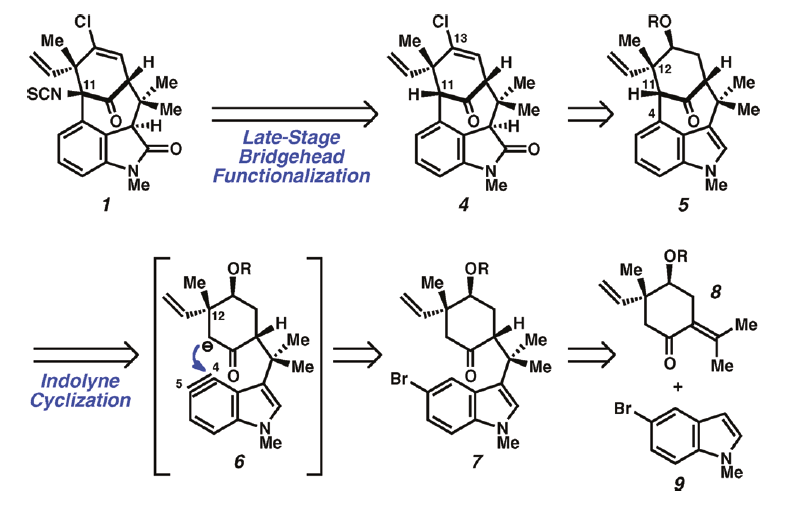 Cl
Me
H
SCN
11
Me
Me
O
H
O
N
Me
1
Late-Stage
Bridgehead
Functionalization
Cl
13
Me
H
11
H
Me
Me
O
H
O
N
Me
4
RO
Me
12
H
11
H
Me
Me
4
O
N
Me
5
Indolyne
Cyclization
OR
Me
12
H
⊖
Me
Me
4
O
5
N
Me
6
OR
Me
H
Me
O
Me
Br
N
Me
7
OR
8
Me
Me
O
Me
+
Br
N
Me
9